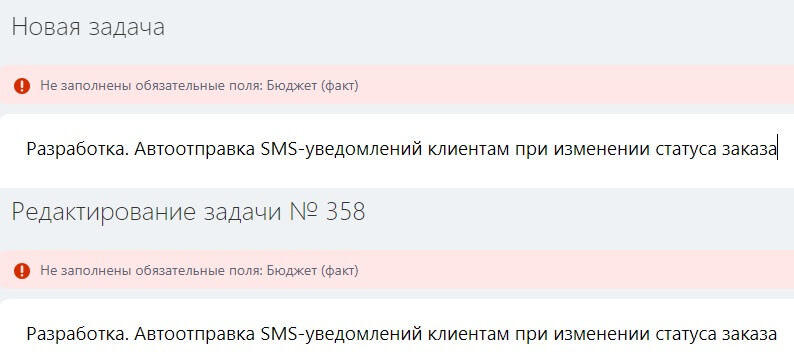 Новая задача
Не заполнены обязательные поля: Бюджет (факт)
Разработка. Автоотправка SMS-уведомлений клиентам при изменении статуса заказа
Редактирование задачи № 358
Не заполнены обязательные поля: Бюджет (факт)
Разработка. Автоотправка SMS-уведомлений клиентам при изменении статуса заказа